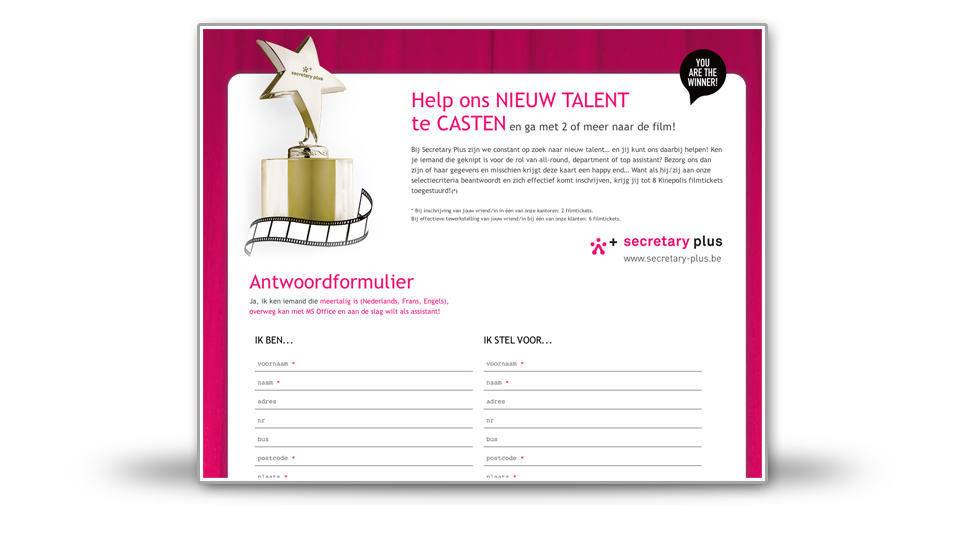 secretary plus
YOU
ARE THE
WINNER!
Help ons NIEUW TALENT
te CASTEN en ga met 2 of meer naar de film!
Bij Secretary Plus zijn we constant op zoek naar nieuw talent… en jij kunt ons daarbij helpen! Ken
je iemand die geknipt is voor de rol van all-round, department of top assistant? Bezorg ons dan
zijn of haar gegevens en misschien krijgt deze kaart een happy end… Want als hij/zij aan onze
selectiecriteria beantwoordt en zich effectief komt inschrijven, krijg jij tot 8 Kinepolis filmtickets
toegestuurd!(*)
* Bij inschrijving van jouw vriend/in in één van onze kantoren: 2 filmtickets.
Bij effectieve tewerkstelling van jouw vriend/in bij één van onze klanten: 6 filmtickets.
+ secretary plus
www.secretary-plus.be
Antwoordformulier
Ja, ik ken iemand die meertalig is (Nederlands, Frans, Engels),
overweg kan met MS Office en aan de slag wilt als assistant!
IK BEN...
voornaam *
naam *
adres
nr
bus
postcode *
plaats *
IK STEL VOOR...
voornaam *
naam *
adres
nr
bus
postcode *
plaats *